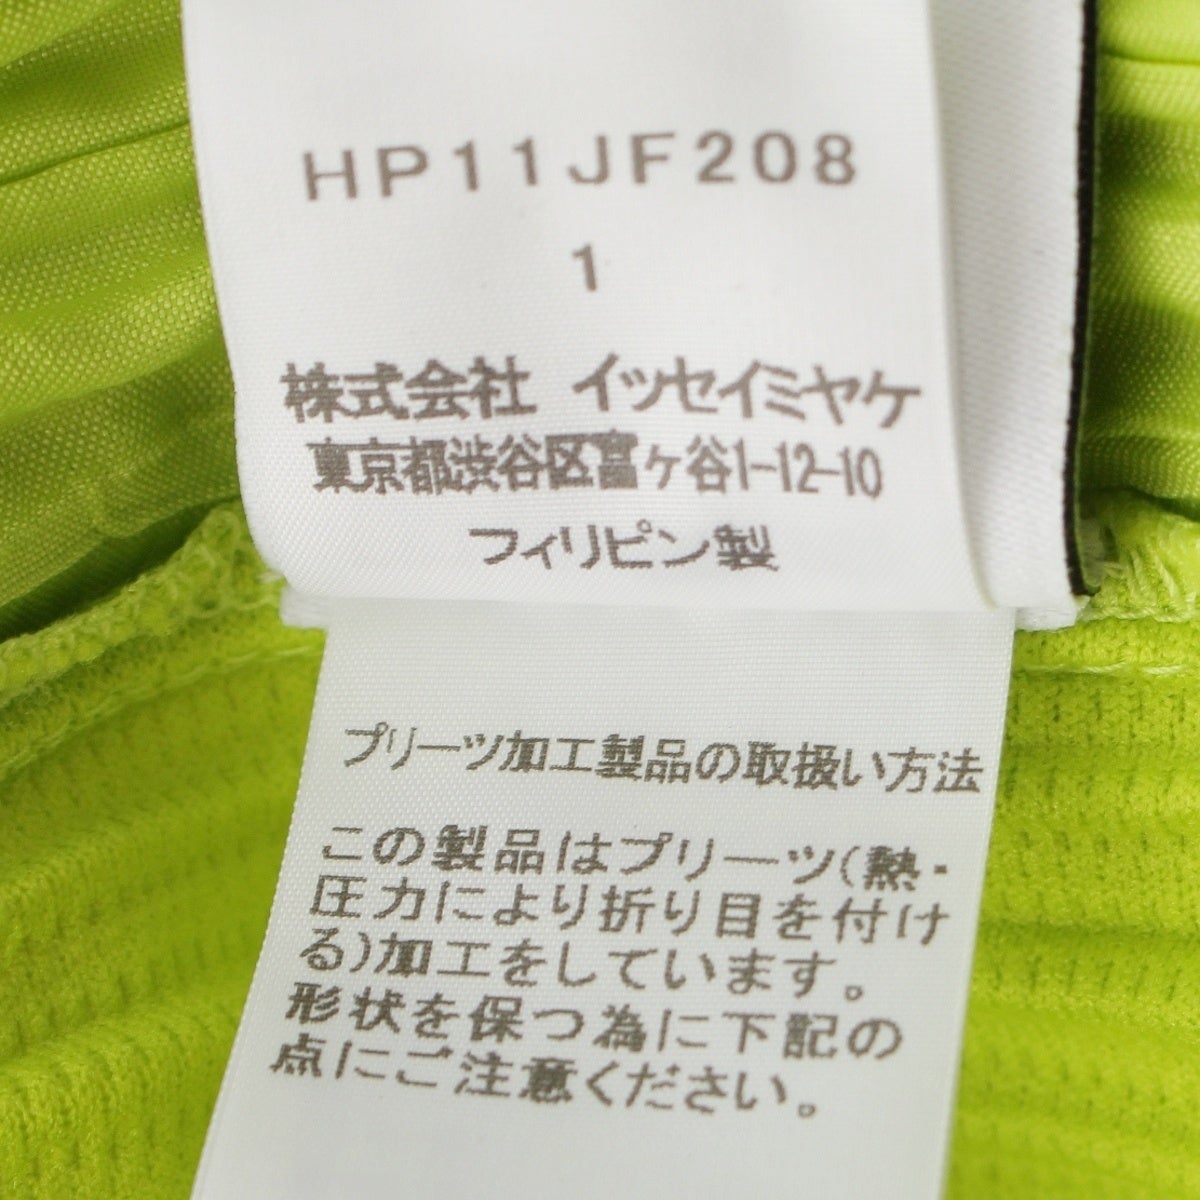 HP11JF208
1
株式会社 イッセイミヤケ
東京都渋谷区富ヶ谷1-12-10
フィリピン製
プリーツ加工製品の取扱い方法
この製品はプリーツ(熱・
圧力により折り目を付け
る)加工をしています。
形状を保つ為に下記の
点にご注意ください。